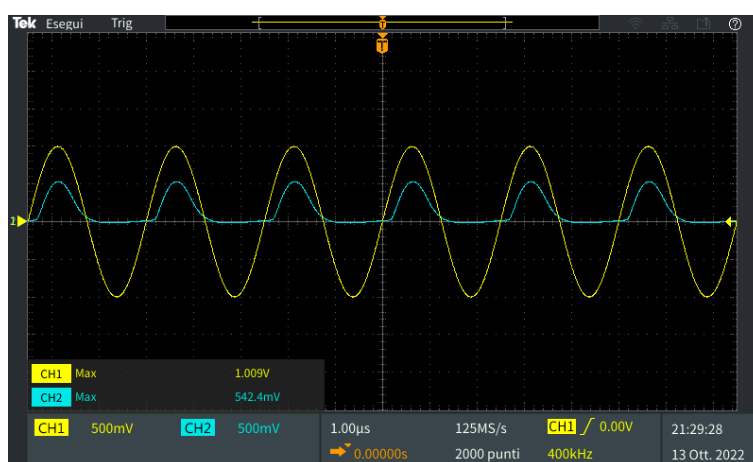 Tek Esegui Trig
T
T
2
CH1 Max 1.009V
CH2 Max 542.4mV
CH1 500mV CH2 500mV 1.00µs 125MS/s CH1 0.00V 21:29:28
0.00000s 2000 punti 400kHz 13 Ott. 2022